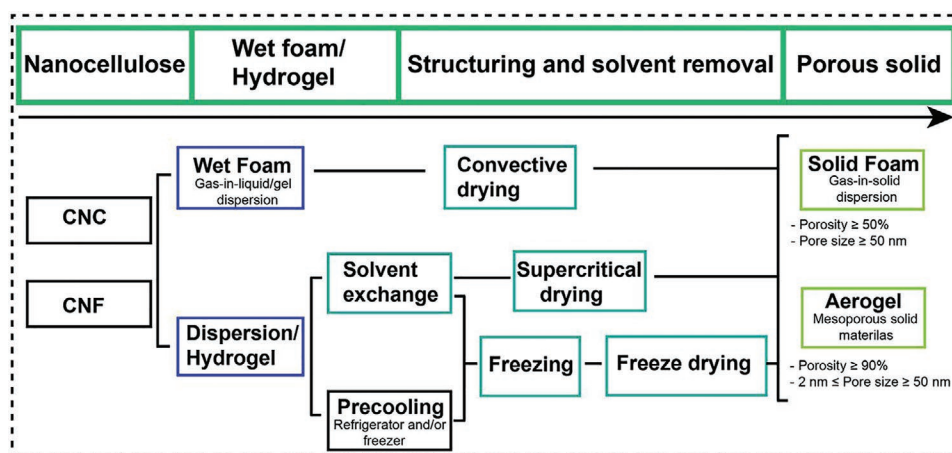 Nanocellulose
Wet foam/
Hydrogel
Structuring and solvent removal
Porous solid
CNC
CNF
Wet Foam
Gas-in-liquid/gel
dispersion
Dispersion/
Hydrogel
Convective
drying
Solvent
exchange
Supercritical
drying
Precooling
Refrigerator and/or
freezer
Freezing
Freeze drying
Solid Foam
Gas-in-solid
dispersion
- Porosity ≥ 50%
- Pore size ≥ 50 nm
Aerogel
Mesoporous solid
materilas
- Porosity ≥ 90%
- 2 nm ≤ Pore size ≥ 50 nm